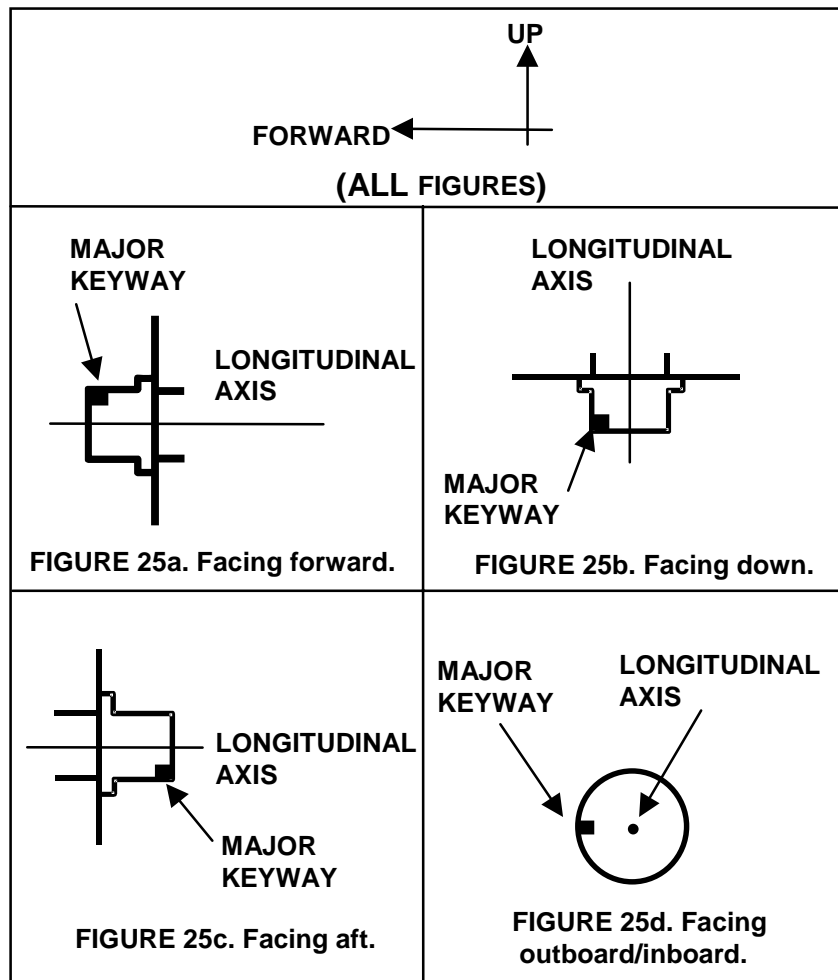 UP
FORWARD
(ALL FIGURES)
MAJOR
KEYWAY
LONGITUDINAL
AXIS
FIGURE 25a. Facing forward.
LONGITUDINAL
AXIS
MAJOR
KEYWAY
FIGURE 25b. Facing down.
LONGITUDINAL
AXIS
MAJOR
KEYWAY
FIGURE 25c. Facing aft.
MAJOR
KEYWAY
LONGITUDINAL
AXIS
FIGURE 25d. Facing
outboard/inboard.